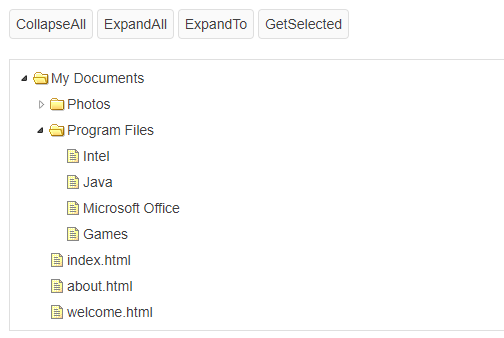 CollapseAll ExpandAll ExpandTo GetSelected
My Documents
Photos
Program Files
Intel
Java
Microsoft Office
Games
index.html
about.html
welcome.html